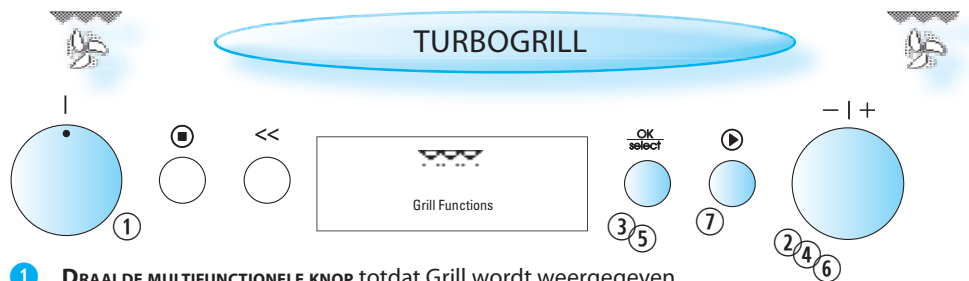 TURBOGRILL
— | +
<<
OK
select
Grill Functions
1
3
5
7
2
4
6
1 DRAAI DE MULTIFUNCTIONELE KNOP totdat Grill wordt weergegeven